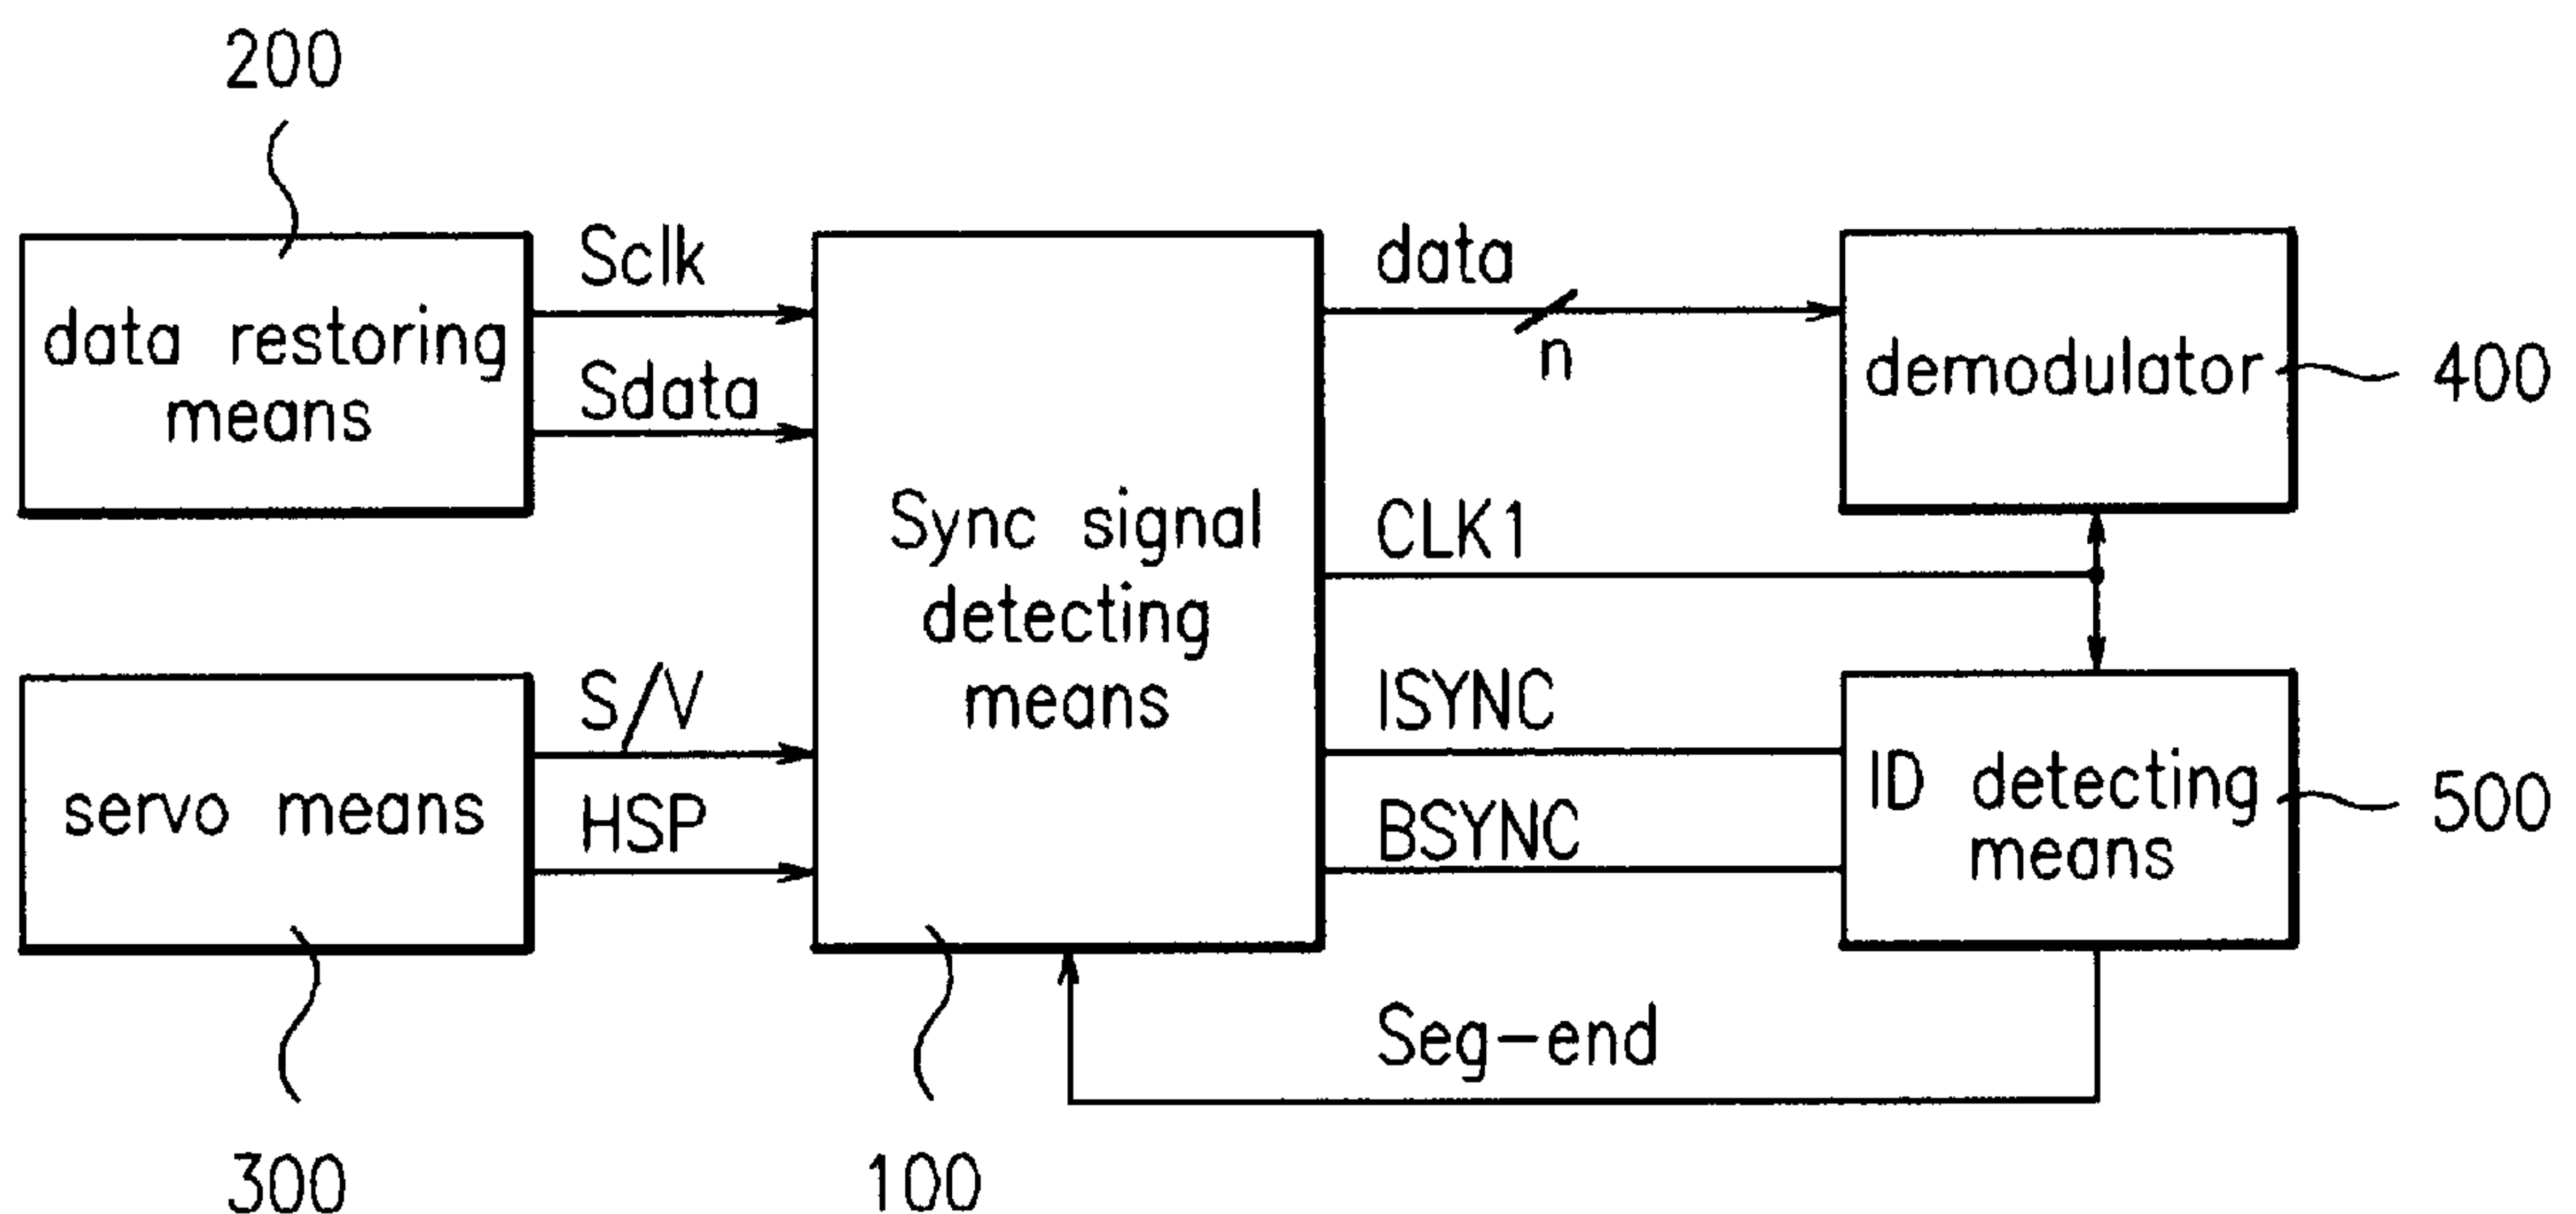 200
data restoring
means
Sclk
Sdata
servo means
300
S/V
HSP
Sync signal
detecting
means
100
data
n
CLK1
ISYNC
BSYNC
Seg-end
demodulator
400
ID detecting
means
500